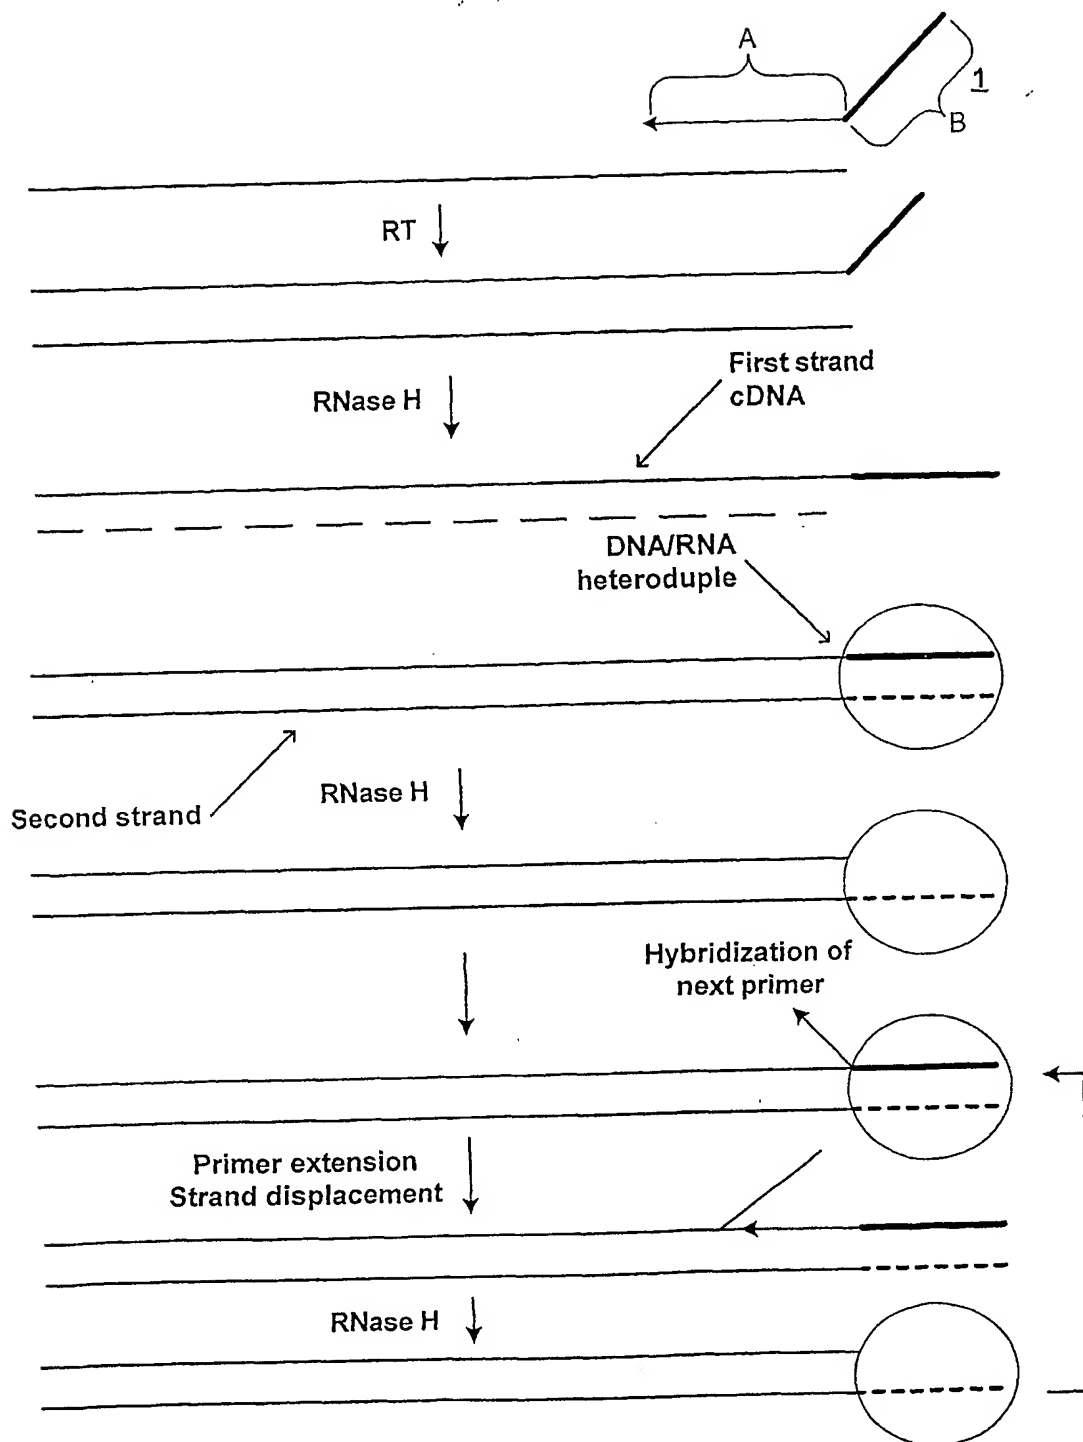 A
1
B
RT
First strand
cDNA
RNase H
DNA/RNA
heteroduple
Second strand
RNase H
Hybridization of
next primer
Primer extension
Strand displacement
RNase H